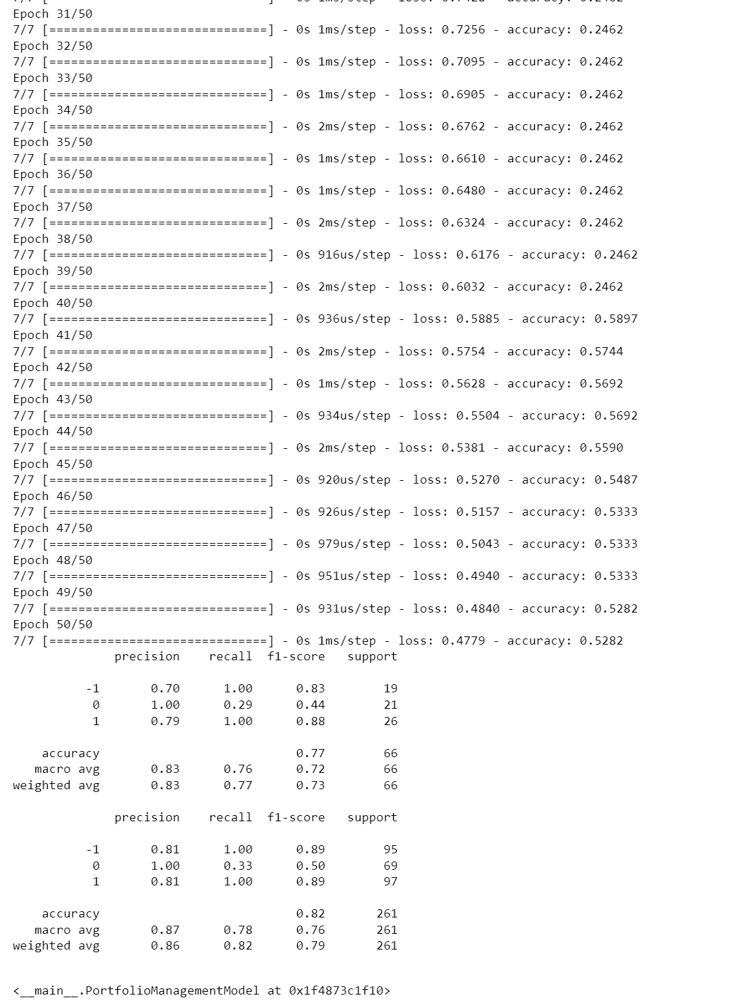 Epoch 31/50
7/7 [==============================] - 0s 1ms/step - loss: 0.7256 - accuracy: 0.2462
Epoch 32/50
7/7 [==============================] - 0s 1ms/step - loss: 0.7095 - accuracy: 0.2462
Epoch 33/50
7/7 [==============================] - 0s 1ms/step - loss: 0.6905 - accuracy: 0.2462
Epoch 34/50
7/7 [==============================] - 0s 2ms/step - loss: 0.6762 - accuracy: 0.2462
Epoch 35/50
7/7 [==============================] - 0s 1ms/step - loss: 0.6610 - accuracy: 0.2462
Epoch 36/50
7/7 [==============================] - 0s 1ms/step - loss: 0.6480 - accuracy: 0.2462
Epoch 37/50
7/7 [==============================] - 0s 2ms/step - loss: 0.6324 - accuracy: 0.2462
Epoch 38/50
7/7 [==============================] - 0s 916us/step - loss: 0.6176 - accuracy: 0.2462
Epoch 39/50
7/7 [==============================] - 0s 2ms/step - loss: 0.6032 - accuracy: 0.2462
Epoch 40/50
7/7 [==============================] - 0s 936us/step - loss: 0.5885 - accuracy: 0.5897
Epoch 41/50
7/7 [==============================] - 0s 2ms/step - loss: 0.5754 - accuracy: 0.5744
Epoch 42/50
7/7 [==============================] - 0s 1ms/step - loss: 0.5628 - accuracy: 0.5692
Epoch 43/50
7/7 [==============================] - 0s 934us/step - loss: 0.5504 - accuracy: 0.5692
Epoch 44/50
7/7 [==============================] - 0s 2ms/step - loss: 0.5381 - accuracy: 0.5590
Epoch 45/50
7/7 [==============================] - 0s 920us/step - loss: 0.5270 - accuracy: 0.5487
Epoch 46/50
7/7 [==============================] - 0s 926us/step - loss: 0.5157 - accuracy: 0.5333
Epoch 47/50
7/7 [==============================] - 0s 979us/step - loss: 0.5043 - accuracy: 0.5333
Epoch 48/50
7/7 [==============================] - 0s 951us/step - loss: 0.4940 - accuracy: 0.5333
Epoch 49/50
7/7 [==============================] - 0s 931us/step - loss: 0.4840 - accuracy: 0.5282
Epoch 50/50
7/7 [==============================] - 0s 1ms/step - loss: 0.4779 - accuracy: 0.5282
precision recall f1-score support
-1 0.70 1.00 0.83 19
0 1.00 0.29 0.44 21
1 0.79 1.00 0.88 26
accuracy 0.77 66
macro avg 0.83 0.76 0.72 66
weighted avg 0.83 0.77 0.73 66
precision recall f1-score support
-1 0.81 1.00 0.89 95
0 1.00 0.33 0.50 69
1 0.81 1.00 0.89 97
accuracy 0.82 261
macro avg 0.87 0.78 0.76 261
weighted avg 0.86 0.82 0.79 261
<__main__.PortfolioManagementModel at 0x1f4873c1f10>